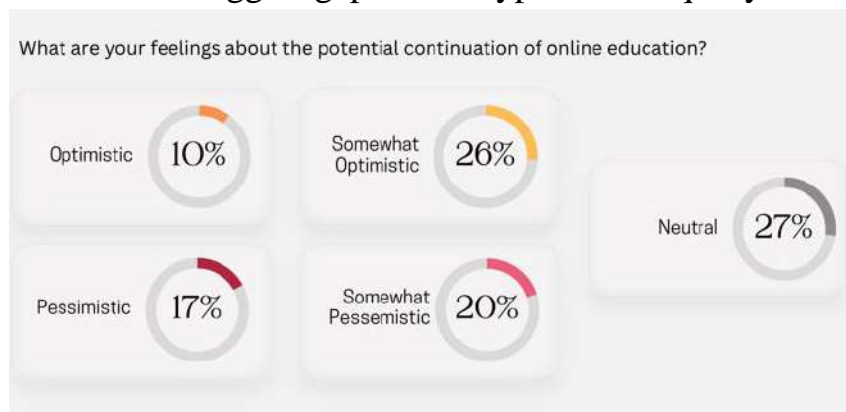 What are your feelings about the potential continuation of online education?
Optimistic
10%
Somewhat
Optimistic
26%
Neutral
27%
Pessimistic
17%
Somewhat
Pessemistic
20%